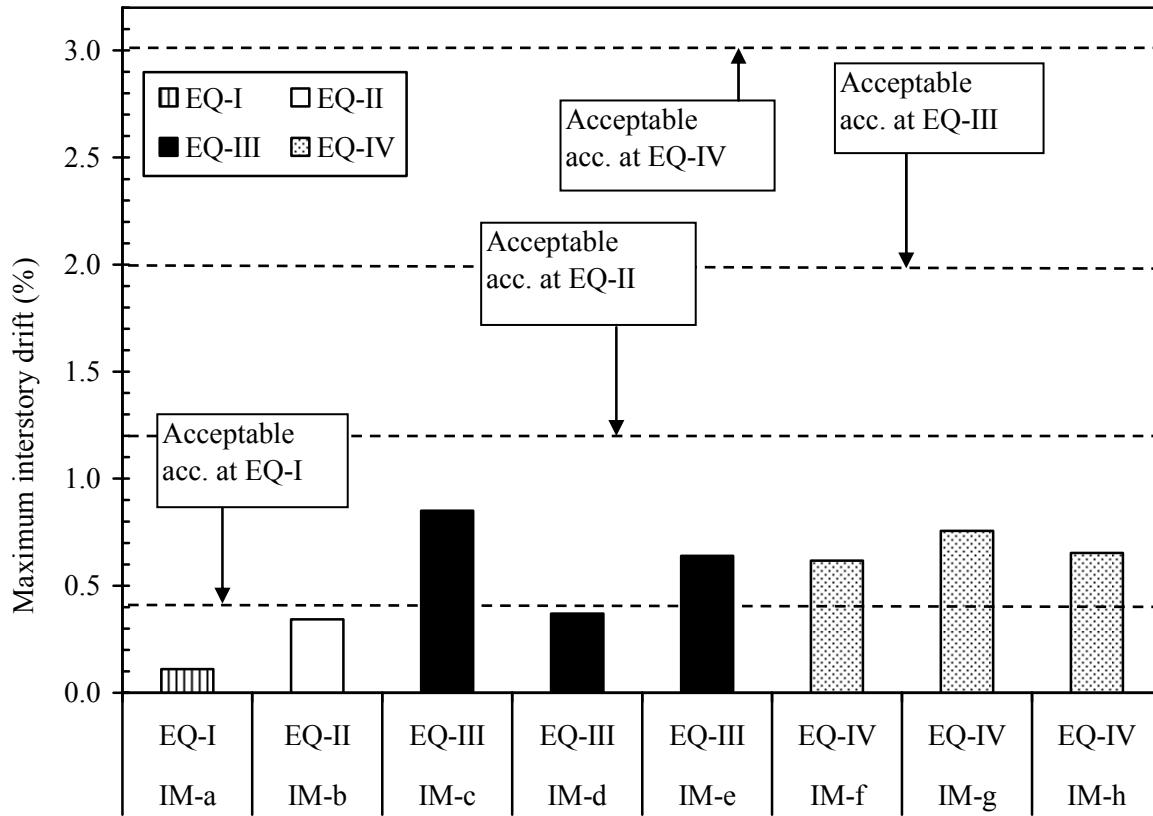 Maximum interstory drift (%)
3.0
2.5
2.0
1.5
1.0
0.5
0.0
EQ-I EQ-II
EQ-III EQ-IV
Acceptable
acc. at EQ-IV
Acceptable
acc. at EQ-III
Acceptable
acc. at EQ-II
Acceptable
acc. at EQ-I
EQ-I EQ-II EQ-III EQ-III EQ-III EQ-IV EQ-IV EQ-IV
IM-a IM-b IM-c IM-d IM-e IM-f IM-g IM-h